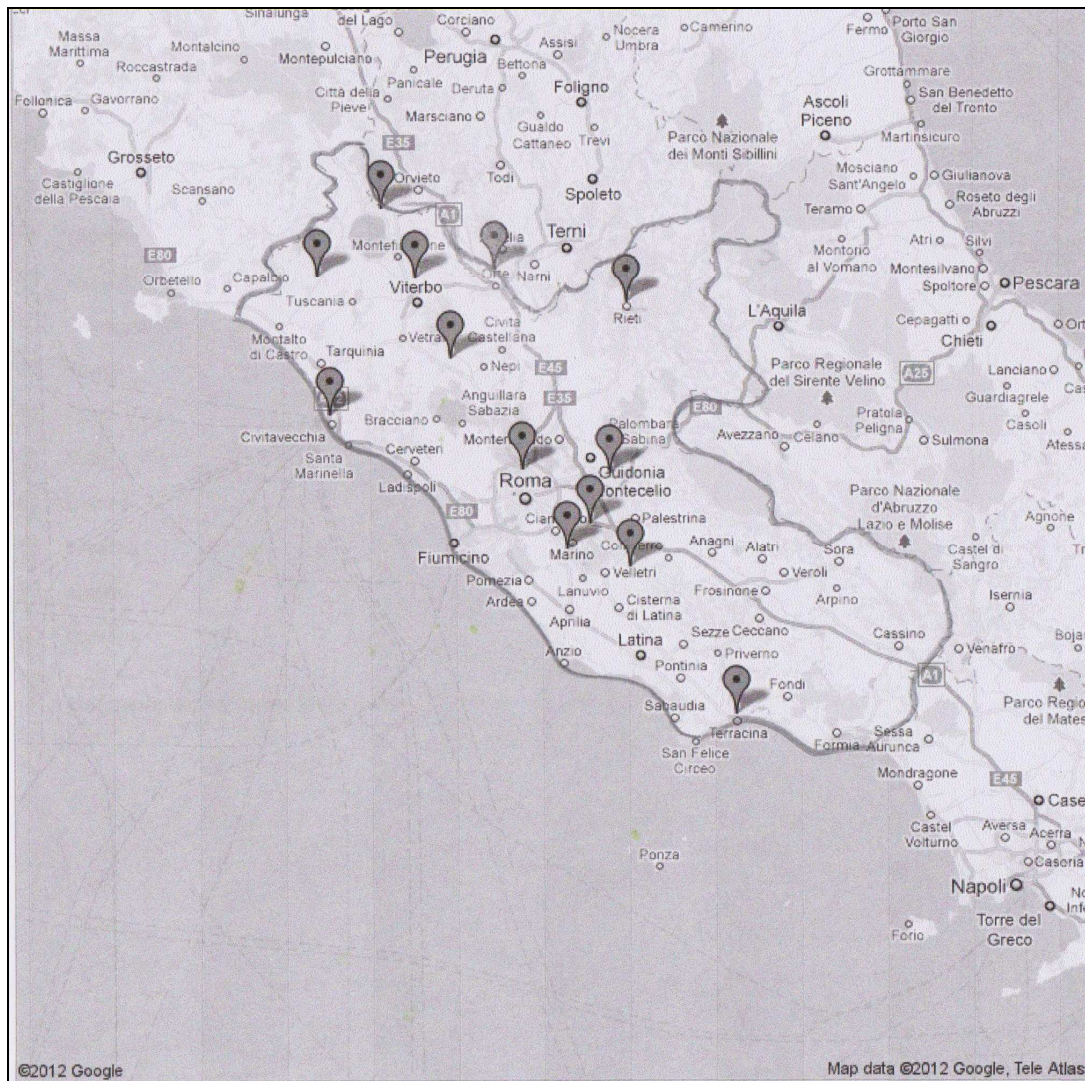 Sinalunga
del Lago
Corciano
Porto San
Giorgio
Fermo
Massa
Marittima
Montalcino
Montepulciano
Perugia
Assisi
Nocera
Umbra
Camerino
Roccastrada
Panicale
Bettona
Grottammare
Follonica
Gavorrano
Città della
Pieve
Deruta
Foligno
San Benedetto
del Tronto
Marsciano
Gualdo
Cattaneo
Trevi
Ascoli
Piceno
Parco Nazionale
dei Monti Sibillini
Martinsicuro
Grosseto
E35
Castiglione
della Pescaia
Scansano
Orvieto
Todi
Spoleto
Mosciano
Sant'Angelo
Giulianova
Roseto degli
Abruzzi
A1
Teramo
Terni
Montorio
al Vomano
Atri
Silvi
E80
Orbetello
Capalbio
Orte
Narni
Montesilvano
Spoltore
Pescara
Tuscania
Viterbo
Rieti
L'Aquila
Cepagatti
Chieti
Montalto
di Castro
Civita
Castellana
Tarquinia
Nepi
E45
Parco Regionale
del Sirente Velino
A25
Lanciano
Guardiagrele
Anguillara
Sabazia
E35
E80
Bracciano
Palombara
Sabina
Avezzano
Celano
Pratola
Peligna
Sulmona
Casoli
Civitavecchia
Santa
Marinella
Cerveteri
Ladispoli
Roma
Guidonia
Montecelio
Parco Nazionale
d'Abruzzo
Lazio e Molise
E80
Palestrina
Agnone
Fiumicino
Marino
Anagni
Alatri
Sora
Castel di
Sangro
Pomezia
Lanuvio
Velletri
Veroli
Ardea
Aprilia
Cisterna
di Latina
Frosinone
Arpino
Isernia
Latina
Sezze
Ceccano
Cassino
Venafro
Anzio
Pontinia
Priverno
A1
Fondi
Sabaudia
Terracina
Formia
Sessa
Aurunca
San Felice
Circeo
Mondragone
E45
Castel
Volturno
Aversa
Acerra
Ponza
Casoria
Napoli
Torre del
Greco
Forio
©2012 Google
Map data ©2012 Google, Tele Atlas